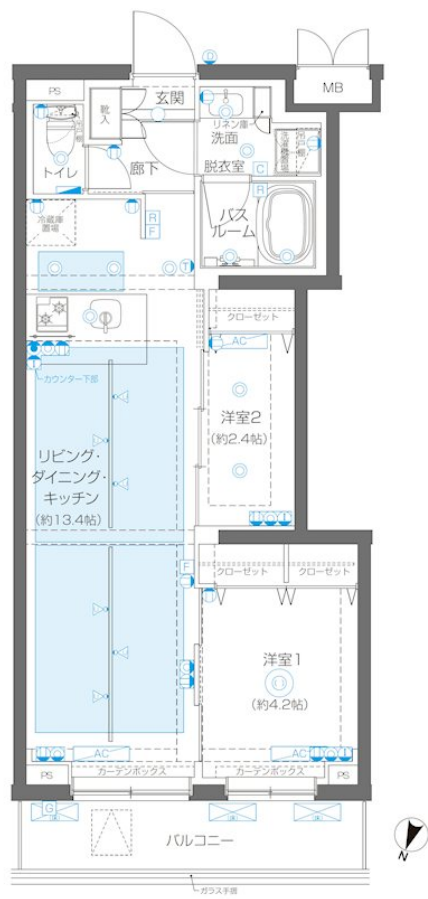 PS
玄関
D
MB
靴入
リネン庫
洗面
脱衣室
トイレ
廊下
C
R
バス
ルーム
冷蔵庫
置場
R
F
T
クローゼット
AC
カウンター下部
洋室2
(約2.4帖)
リビング・
ダイニング・
キッチン
(約13.4帖)
F
クローゼット
クローゼット
洋室1
(約4.2帖)
AC
AC
PS
カーテンボックス
カーテンボックス
PS
G
バルコニー
N
ガラス手摺